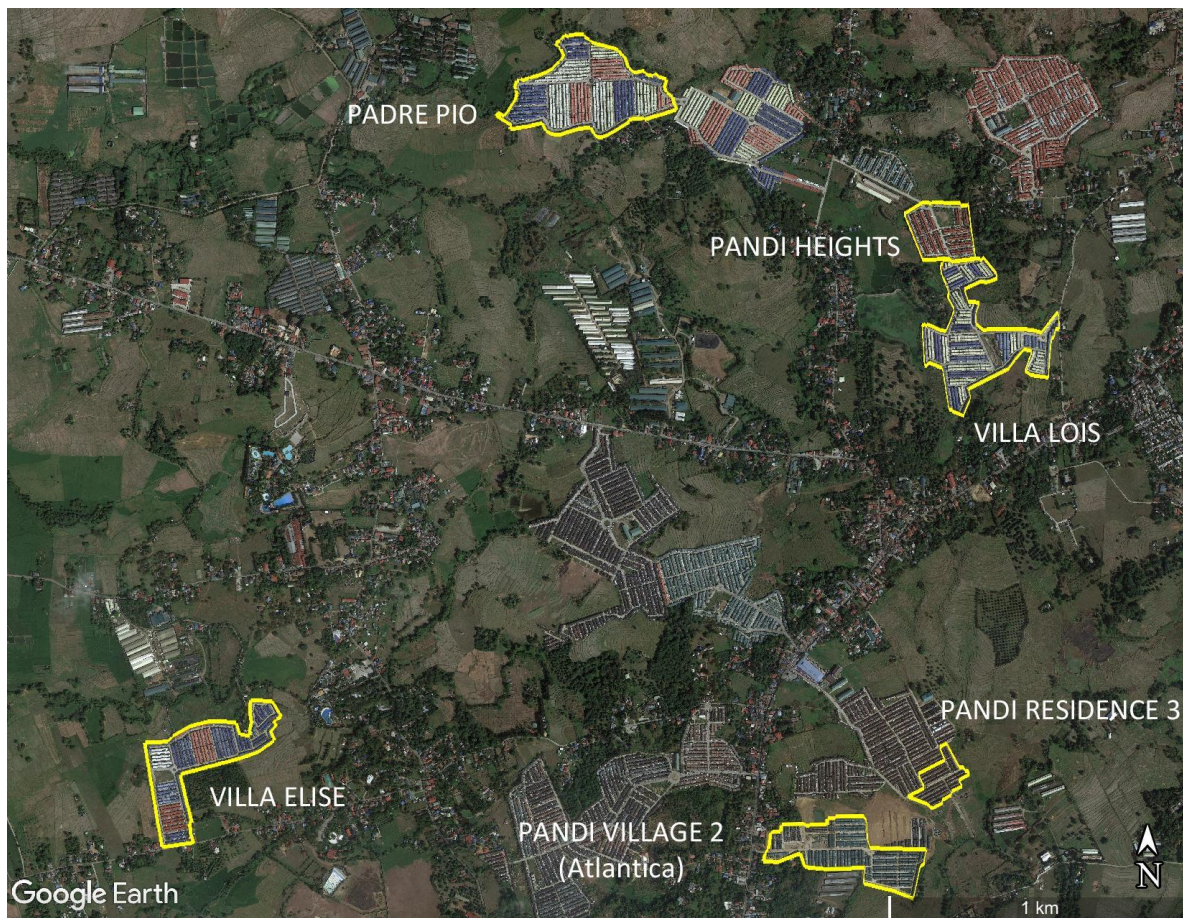 PADRE PIO
PANDI HEIGHTS
VILLA LOIS
PANDI RESIDENCE 3
VILLA ELISE
PANDI VILLAGE 2
(Atlantica)
N
Google Earth
1 km